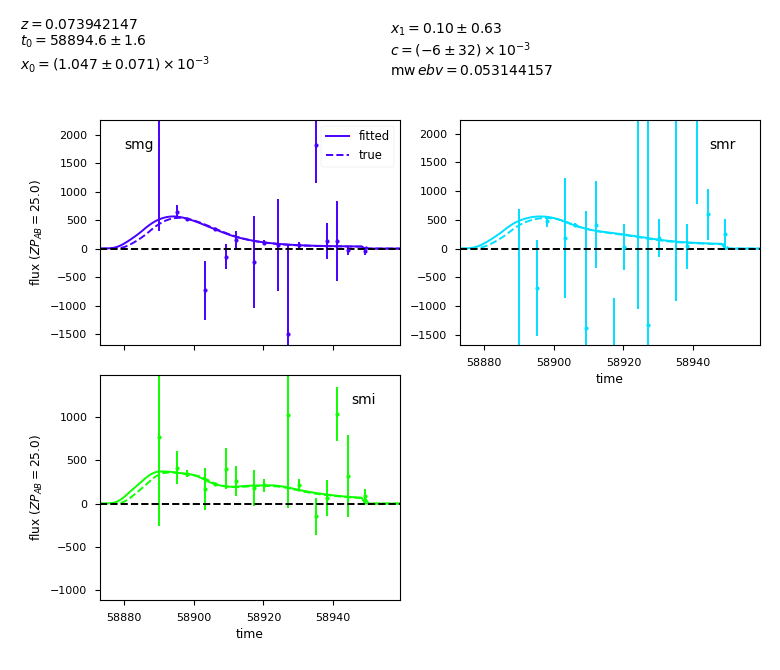 z = 0.073942147
t₀ = 58894.6 ± 1.6
x₀ = (1.047 ± 0.071) × 10⁻³
x₁ = 0.10 ± 0.63
c = (−6 ± 32) × 10⁻³
mw ebv = 0.053144157
smg
fitted
true
2000
1500
1000
500
0
−500
−1000
−1500
flux (ZP_AB = 25.0)
smr
2000
1500
1000
500
0
−500
−1000
−1500
58880 58900 58920 58940
time
smi
1000
500
0
−500
−1000
flux (ZP_AB = 25.0)
58880 58900 58920 58940
time